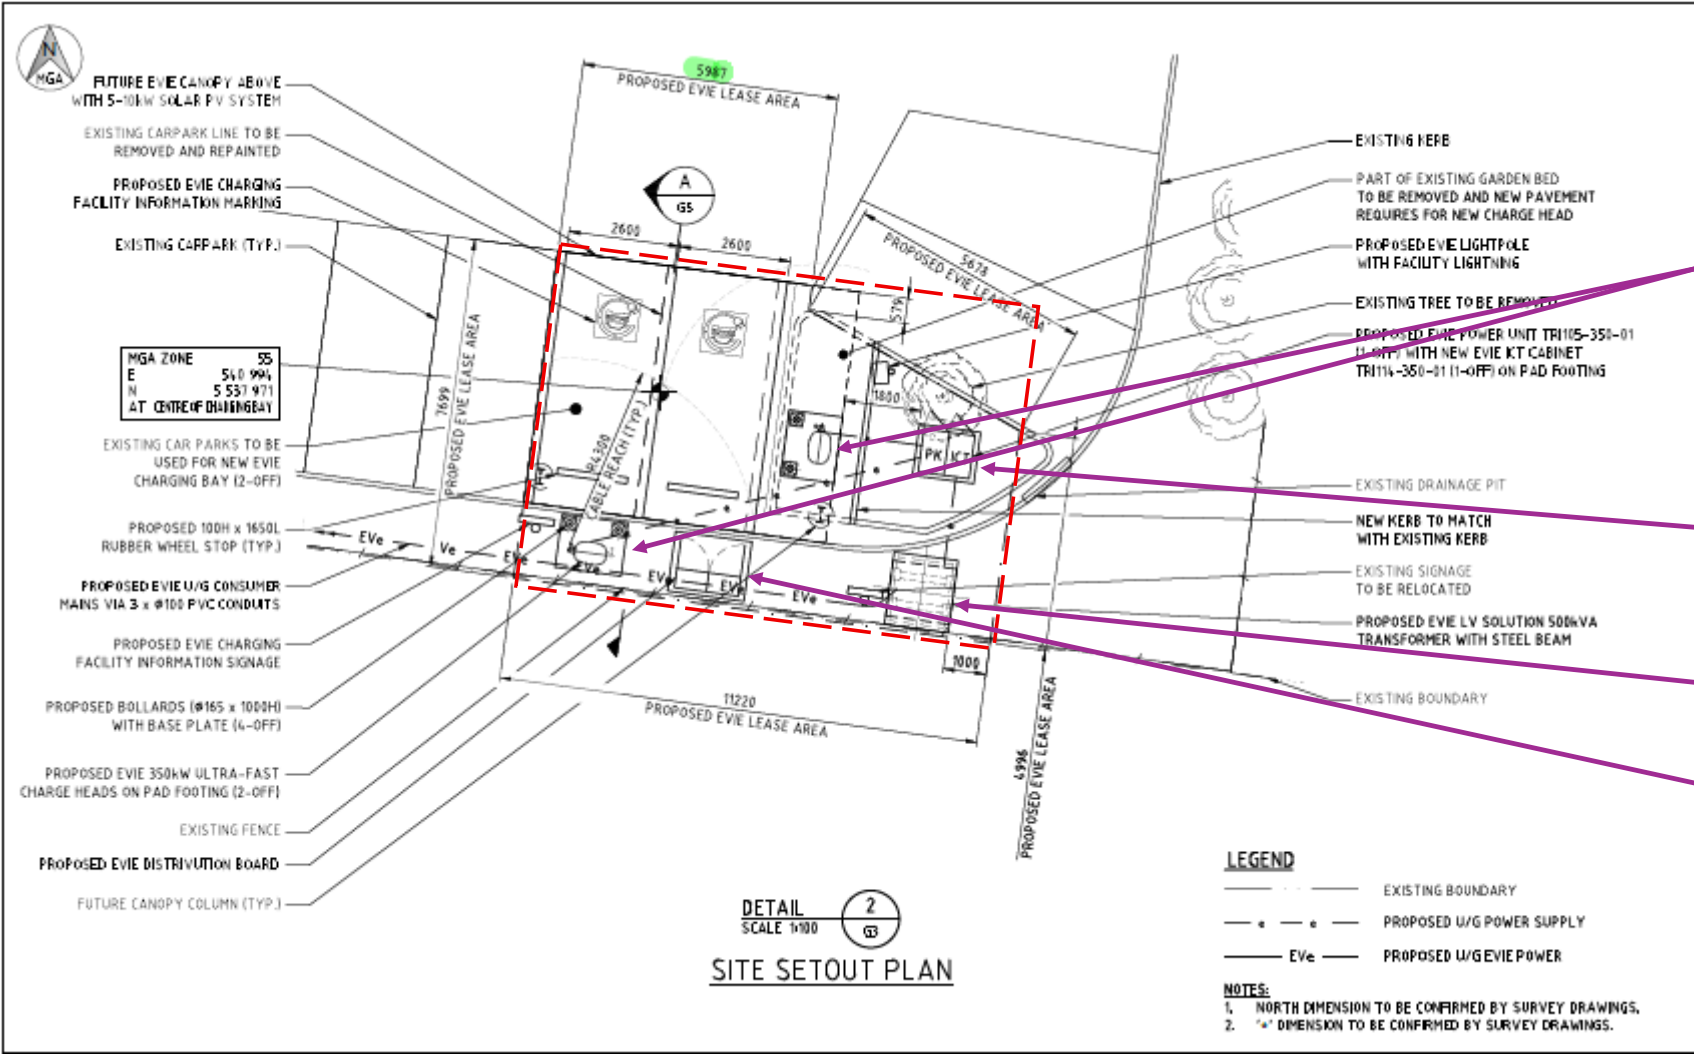 N
MGA
FUTURE EVIE CANOPY ABOVE
WITH 5-10kW SOLAR PV SYSTEM
EXISTING CARPARK LINE TO BE
REMOVED AND REPAINTED
PROPOSED EVIE CHARGING
FACILITY INFORMATION MARKING
EXISTING CARPARK (TYP.)
MGA ZONE 55
E 540 994
N 5 537 971
AT CENTRE OF CHARGING BAY
EXISTING CAR PARKS TO BE
USED FOR NEW EVIE
CHARGING BAY (2-OFF)
PROPOSED 100H x 1650L
RUBBER WHEEL STOP (TYP.)
PROPOSED EVIE U/G CONSUMER
MAINS VIA 3 x Ø100 PVC CONDUITS
PROPOSED EVIE CHARGING
FACILITY INFORMATION SIGNAGE
PROPOSED BOLLARDS (Ø165 x 1000H)
WITH BASE PLATE (4-OFF)
PROPOSED EVIE 350kW ULTRA-FAST
CHARGE HEADS ON PAD FOOTING (2-OFF)
EXISTING FENCE
PROPOSED EVIE DISTRIVUTION BOARD
FUTURE CANOPY COLUMN (TYP.)
5987
PROPOSED EVIE LEASE AREA
A
G5
2600
2600
5678
PROPOSED EVIE LEASE AREA
579
1800
7699
PROPOSED EVIE LEASE AREA
R4300
CABLE REACH (TYP.)
PK
KT
EVe
Ve
EVe
EVe
EV
EVe
EVe
1000
11220
PROPOSED EVIE LEASE AREA
4996
PROPOSED EVIE LEASE AREA
EXISTING KERB
PART OF EXISTING GARDEN BED
TO BE REMOVED AND NEW PAVEMENT
REQUIRES FOR NEW CHARGE HEAD
PROPOSED EVIE LIGHTPOLE
WITH FACILITY LIGHTNING
EXISTING TREE TO BE REMOVED
PROPOSED EVIE POWER UNIT TRI105-350-01
(1-OFF) WITH NEW EVIE KT CABINET
TRI114-350-01 (1-OFF) ON PAD FOOTING
EXISTING DRAINAGE PIT
NEW KERB TO MATCH
WITH EXISTING KERB
EXISTING SIGNAGE
TO BE RELOCATED
PROPOSED EVIE LV SOLUTION 500kVA
TRANSFORMER WITH STEEL BEAM
EXISTING BOUNDARY
DETAIL
SCALE 1:100
2
G3
SITE SETOUT PLAN
LEGEND
EXISTING BOUNDARY
e e PROPOSED U/G POWER SUPPLY
EVe PROPOSED U/G EVIE POWER
NOTES:
1. NORTH DIMENSION TO BE CONFIRMED BY SURVEY DRAWINGS.
2. "*" DIMENSION TO BE CONFIRMED BY SURVEY DRAWINGS.